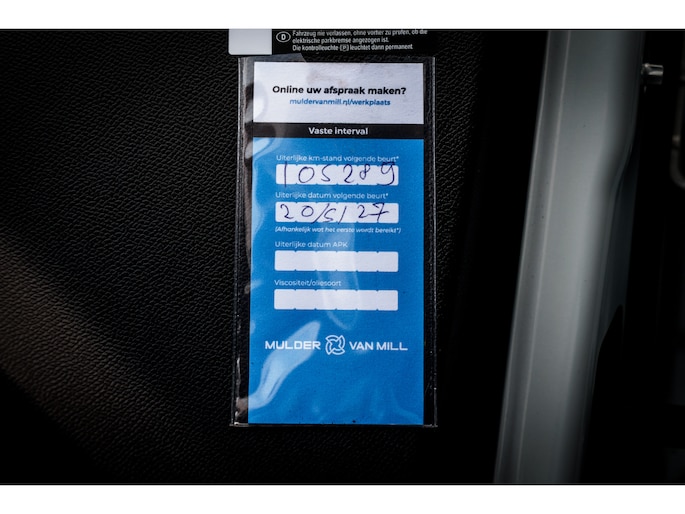 D Fahrzeug nie verlassen, ohne vorher zu prüfen, ob die
elektrische parkbremse angezogen ist.
Die kontrolleuchte (P) leuchtet dann permanent
Online uw afspraak maken?
muldervanmill.nl/werkplaats
Vaste interval
Uiterlijke km-stand volgende beurt*
105289
Uiterlijke datum volgende beurt*
20/5/27
(Afhankelijk wat het eerste wordt bereikt*)
Uiterlijke datum APK
Viscositeit/oliesoort
MULDER VAN MILL